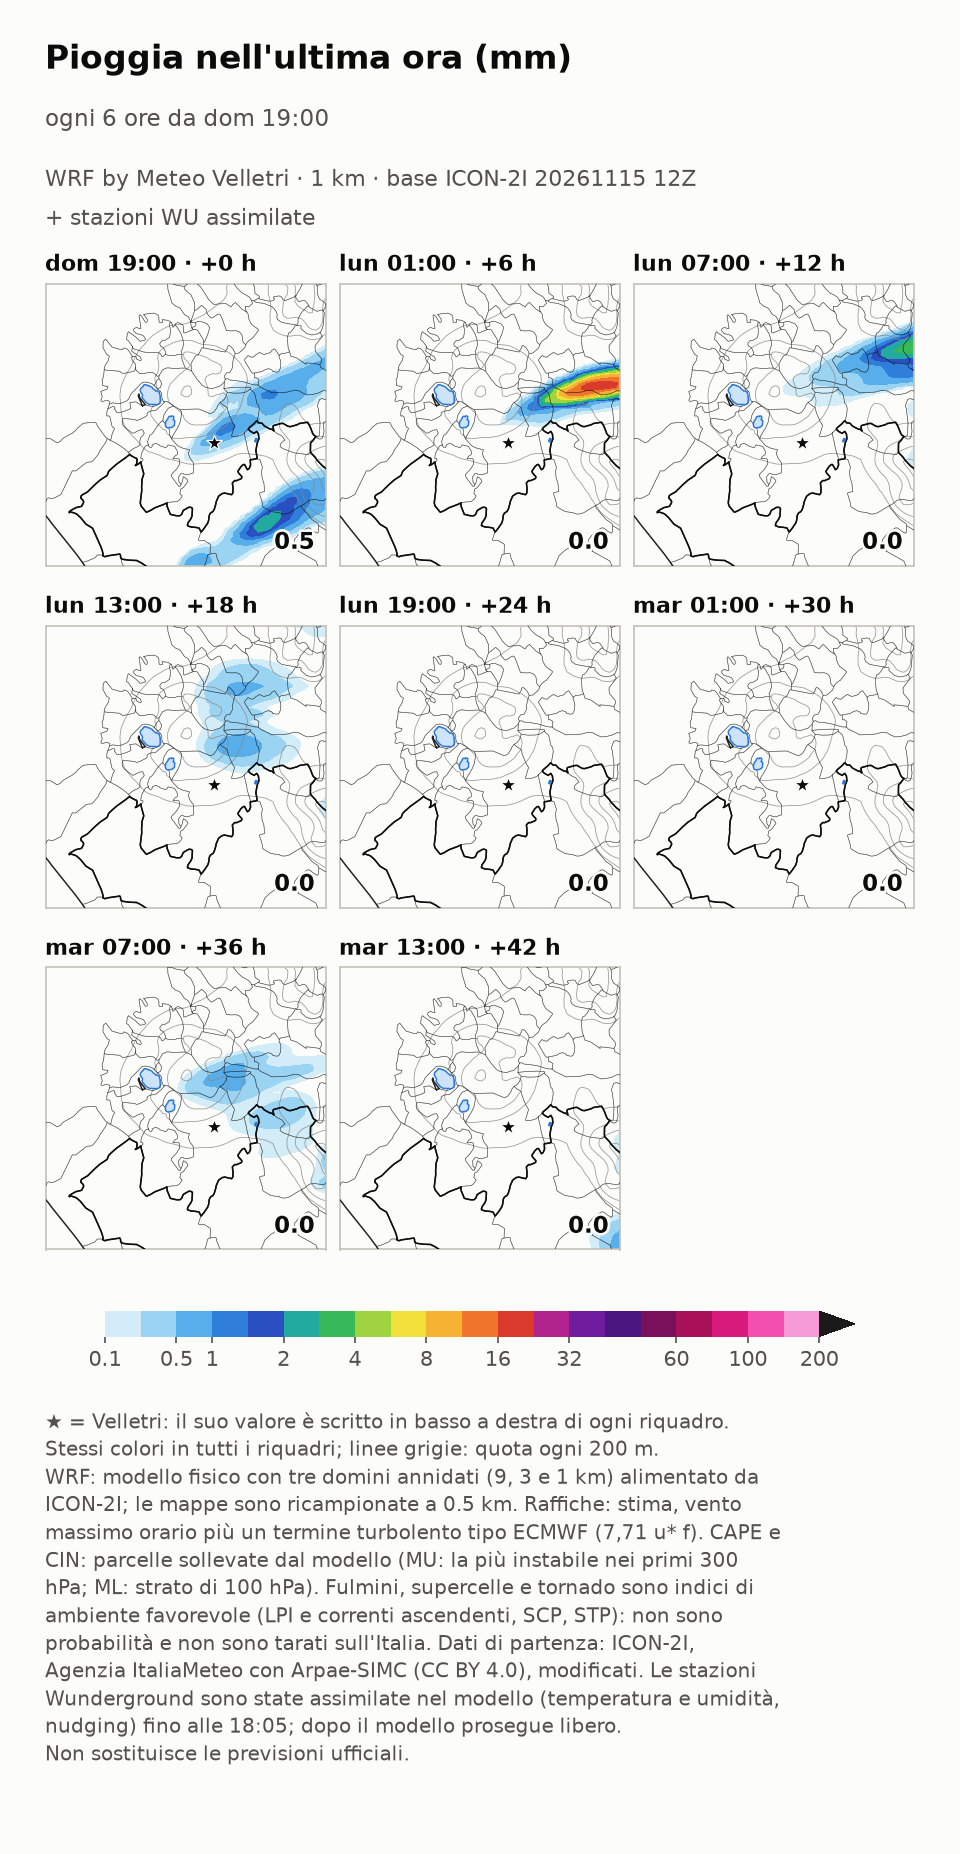 Pioggia nell'ultima ora (mm)
ogni 6 ore da dom 19:00
WRF by Meteo Velletri · 1 km · base ICON-2I 20261115 12Z
+ stazioni WU assimilate
dom 19:00 · +0 h
lun 01:00 · +6 h
lun 07:00 · +12 h
0.5
0.0
0.0
lun 13:00 · +18 h
lun 19:00 · +24 h
mar 01:00 · +30 h
0.0
0.0
0.0
mar 07:00 · +36 h
mar 13:00 · +42 h
0.0
0.0
0.1 0.5 1 2 4 8 16 32 60 100 200
★ = Velletri: il suo valore è scritto in basso a destra di ogni riquadro.
Stessi colori in tutti i riquadri; linee grigie: quota ogni 200 m.
WRF: modello fisico con tre domini annidati (9, 3 e 1 km) alimentato da
ICON-2I; le mappe sono ricampionate a 0.5 km. Raffiche: stima, vento
massimo orario più un termine turbolento tipo ECMWF (7,71 u* f). CAPE e
CIN: parcelle sollevate dal modello (MU: la più instabile nei primi 300
hPa; ML: strato di 100 hPa). Fulmini, supercelle e tornado sono indici di
ambiente favorevole (LPI e correnti ascendenti, SCP, STP): non sono
probabilità e non sono tarati sull'Italia. Dati di partenza: ICON-2I,
Agenzia ItaliaMeteo con Arpae-SIMC (CC BY 4.0), modificati. Le stazioni
Wunderground sono state assimilate nel modello (temperatura e umidità,
nudging) fino alle 18:05; dopo il modello prosegue libero.
Non sostituisce le previsioni ufficiali.